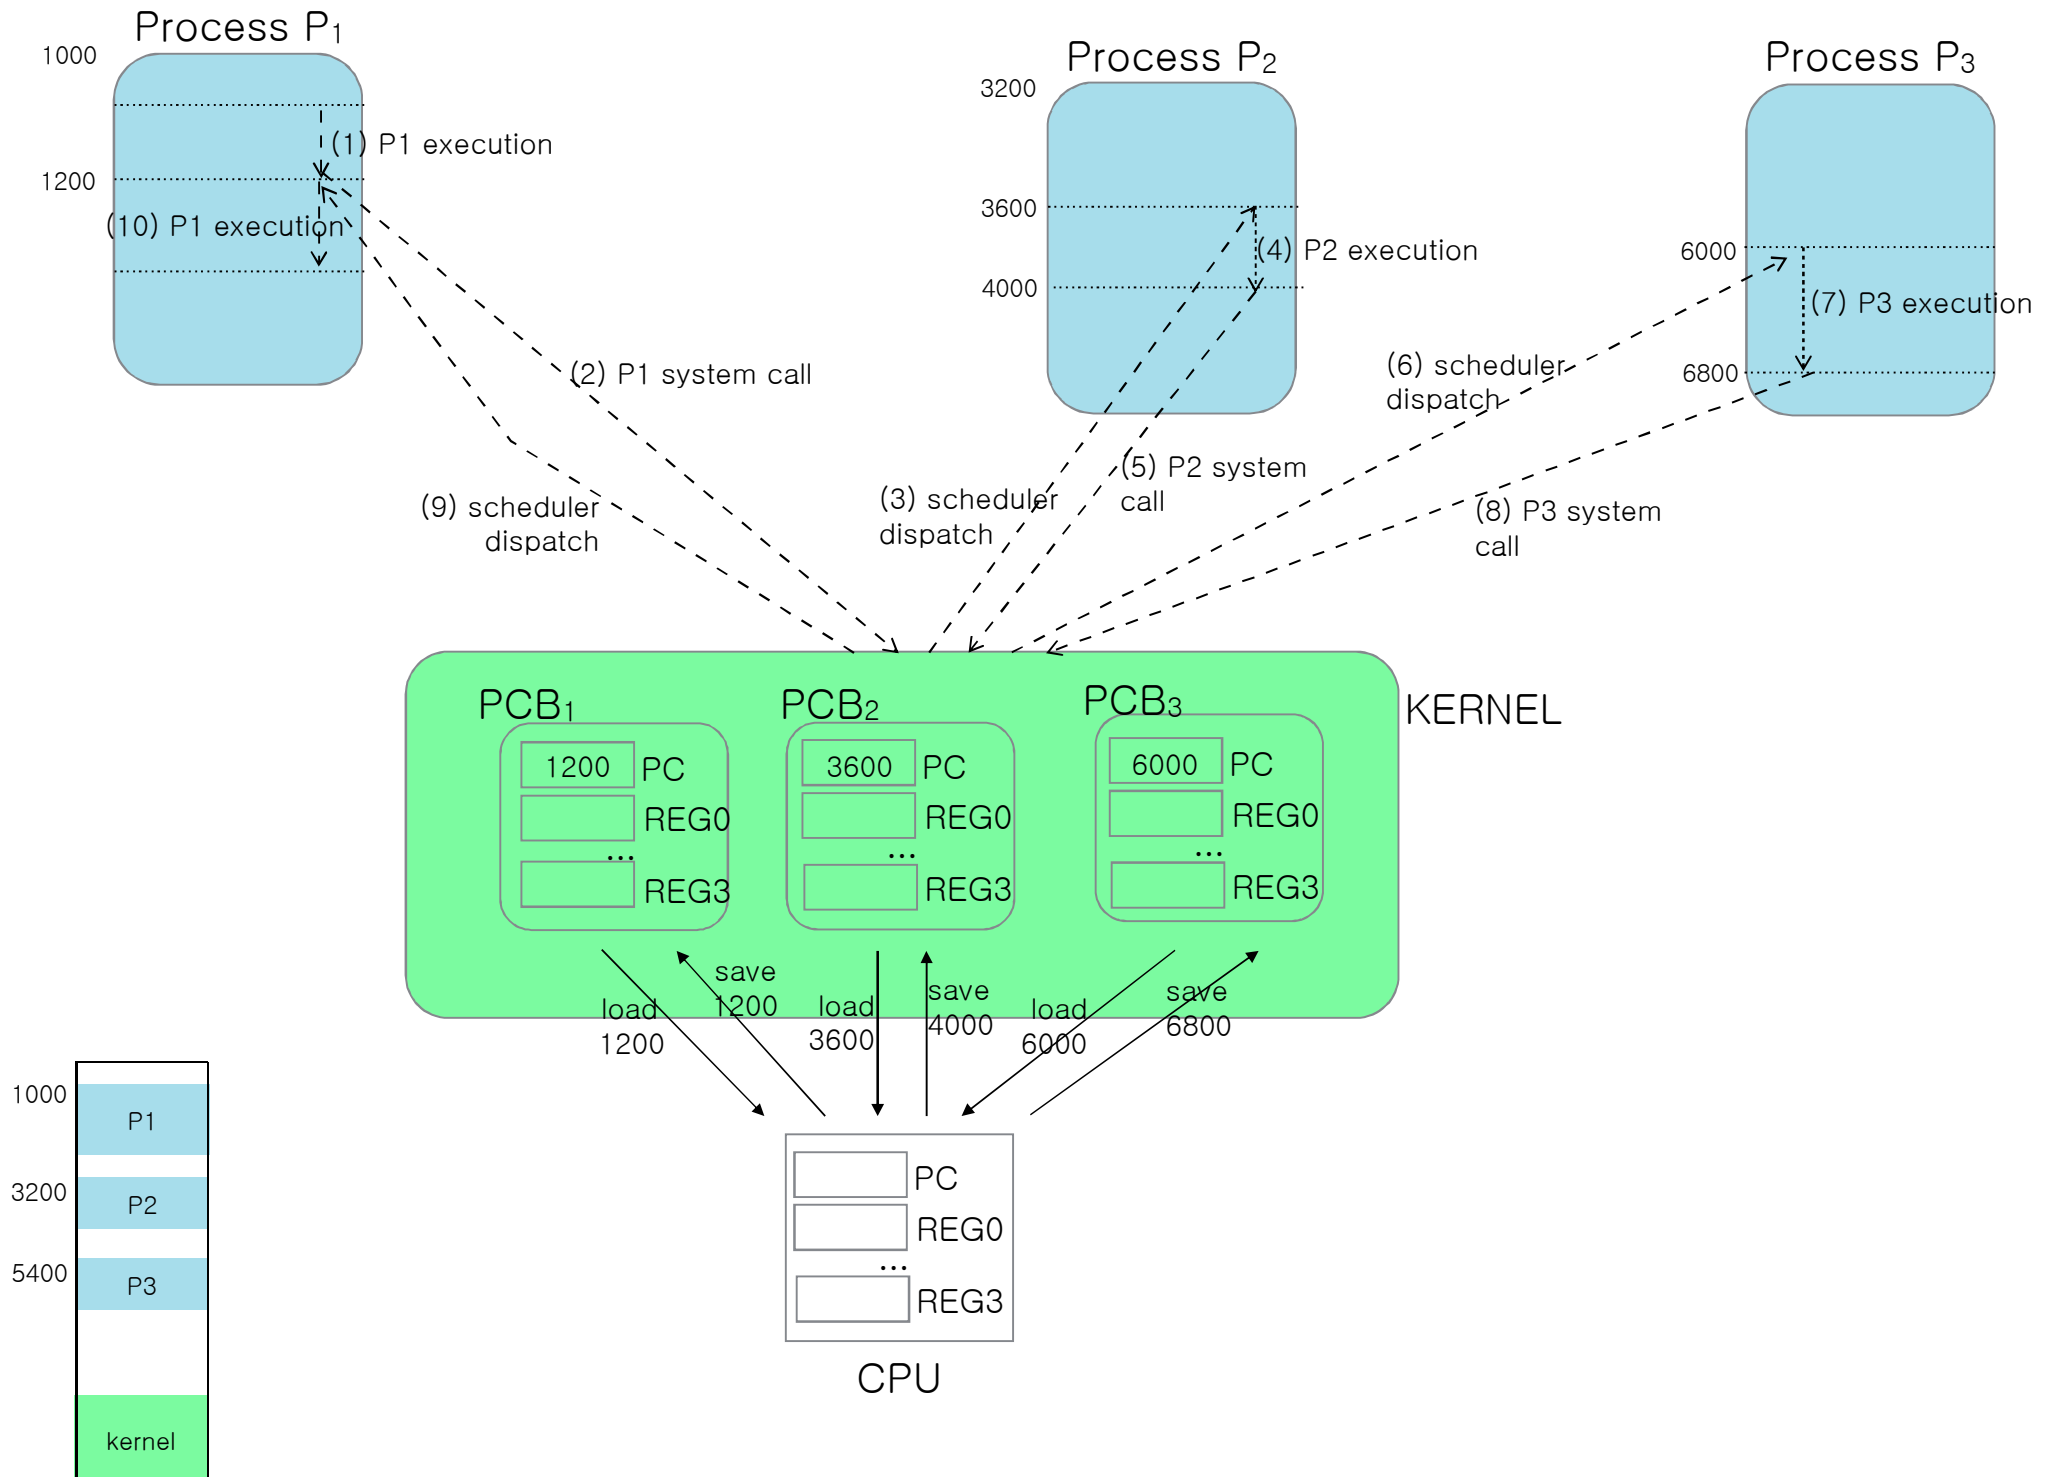 Process P1
1000
(1) P1 execution
1200
(10) P1 execution
Process P2
3200
3600
(4) P2 execution
4000
Process P3
6000
(7) P3 execution
6800
(2) P1 system call
(9) scheduler
dispatch
(3) scheduler
dispatch
(5) P2 system
call
(6) scheduler
dispatch
(8) P3 system
call
KERNEL
PCB1
1200 PC
REG0
...
REG3
PCB2
3600 PC
REG0
...
REG3
PCB3
6000 PC
REG0
...
REG3
load
1200
save
1200
load
3600
save
4000
load
6000
save
6800
PC
REG0
...
REG3
CPU
1000
P1
3200
P2
5400
P3
kernel